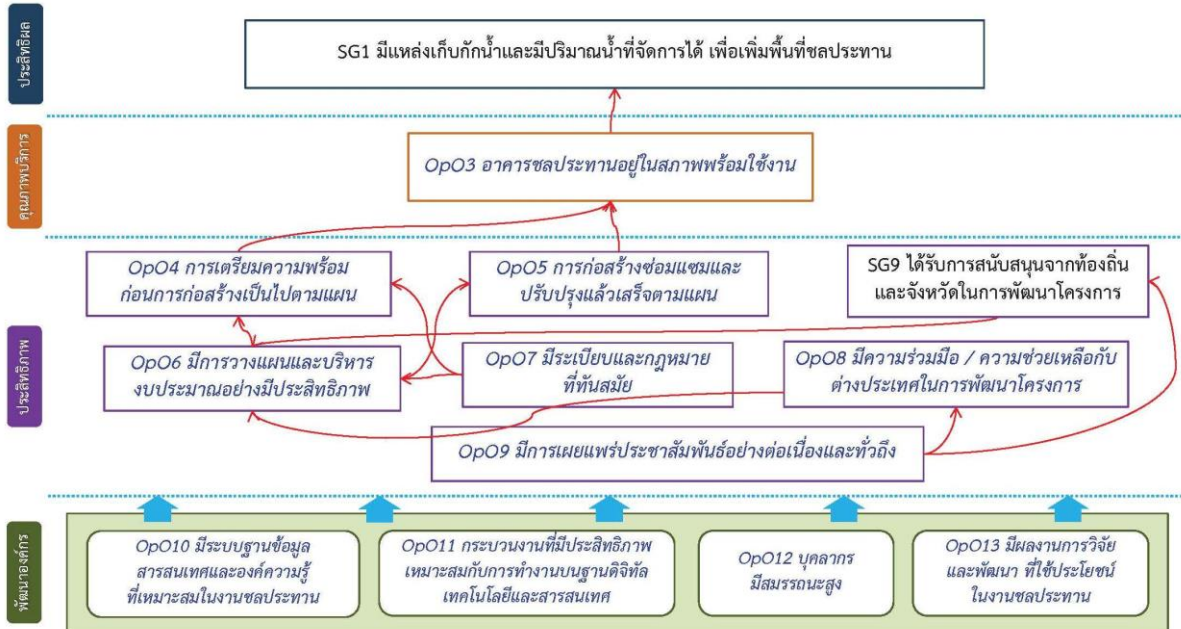 ประสิทธิผล
SG1 มีแหล่งเก็บกักน้ำและมีปริมาณน้ำที่จัดการได้ เพื่อเพิ่มพื้นที่ชลประทาน
คุณภาพบริการ
OpO3 อาคารชลประทานอยู่ในสภาพพร้อมใช้งาน
ประสิทธิภาพ
OpO4 การเตรียมความพร้อม
ก่อนการก่อสร้างเป็นไปตามแผน
OpO5 การก่อสร้างซ่อมแซมและ
ปรับปรุงแล้วเสร็จตามแผน
SG9 ได้รับการสนับสนุนจากท้องถิ่น
และจังหวัดในการพัฒนาโครงการ
OpO6 มีการวางแผนและบริหาร
งบประมาณอย่างมีประสิทธิภาพ
OpO7 มีระเบียบและกฎหมาย
ที่ทันสมัย
OpO8 มีความร่วมมือ / ความช่วยเหลือกับ
ต่างประเทศในการพัฒนาโครงการ
OpO9 มีการเผยแพร่ประชาสัมพันธ์อย่างต่อเนื่องและทั่วถึง
พัฒนาองค์กร
OpO10 มีระบบฐานข้อมูล
สารสนเทศและองค์ความรู้
ที่เหมาะสมในงานชลประทาน
OpO11 กระบวนงานที่มีประสิทธิภาพ
เหมาะสมกับการทำงานบนฐานดิจิทัล
เทคโนโลยีและสารสนเทศ
OpO12 บุคลากร
มีสมรรถนะสูง
OpO13 มีผลงานการวิจัย
และพัฒนา ที่ใช้ประโยชน์
ในงานชลประทาน